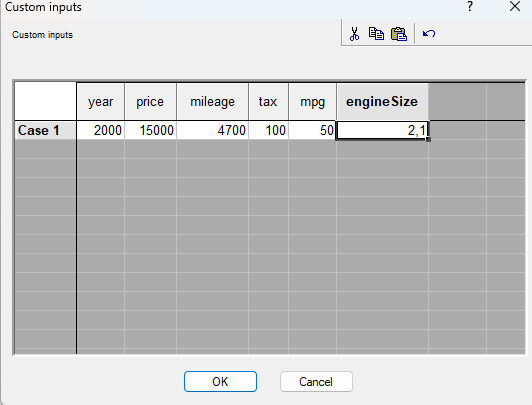 Custom inputs
?
Custom inputs
year price mileage tax mpg engineSize
Case 1 2000 15000 4700 100 50 2,1
OK Cancel